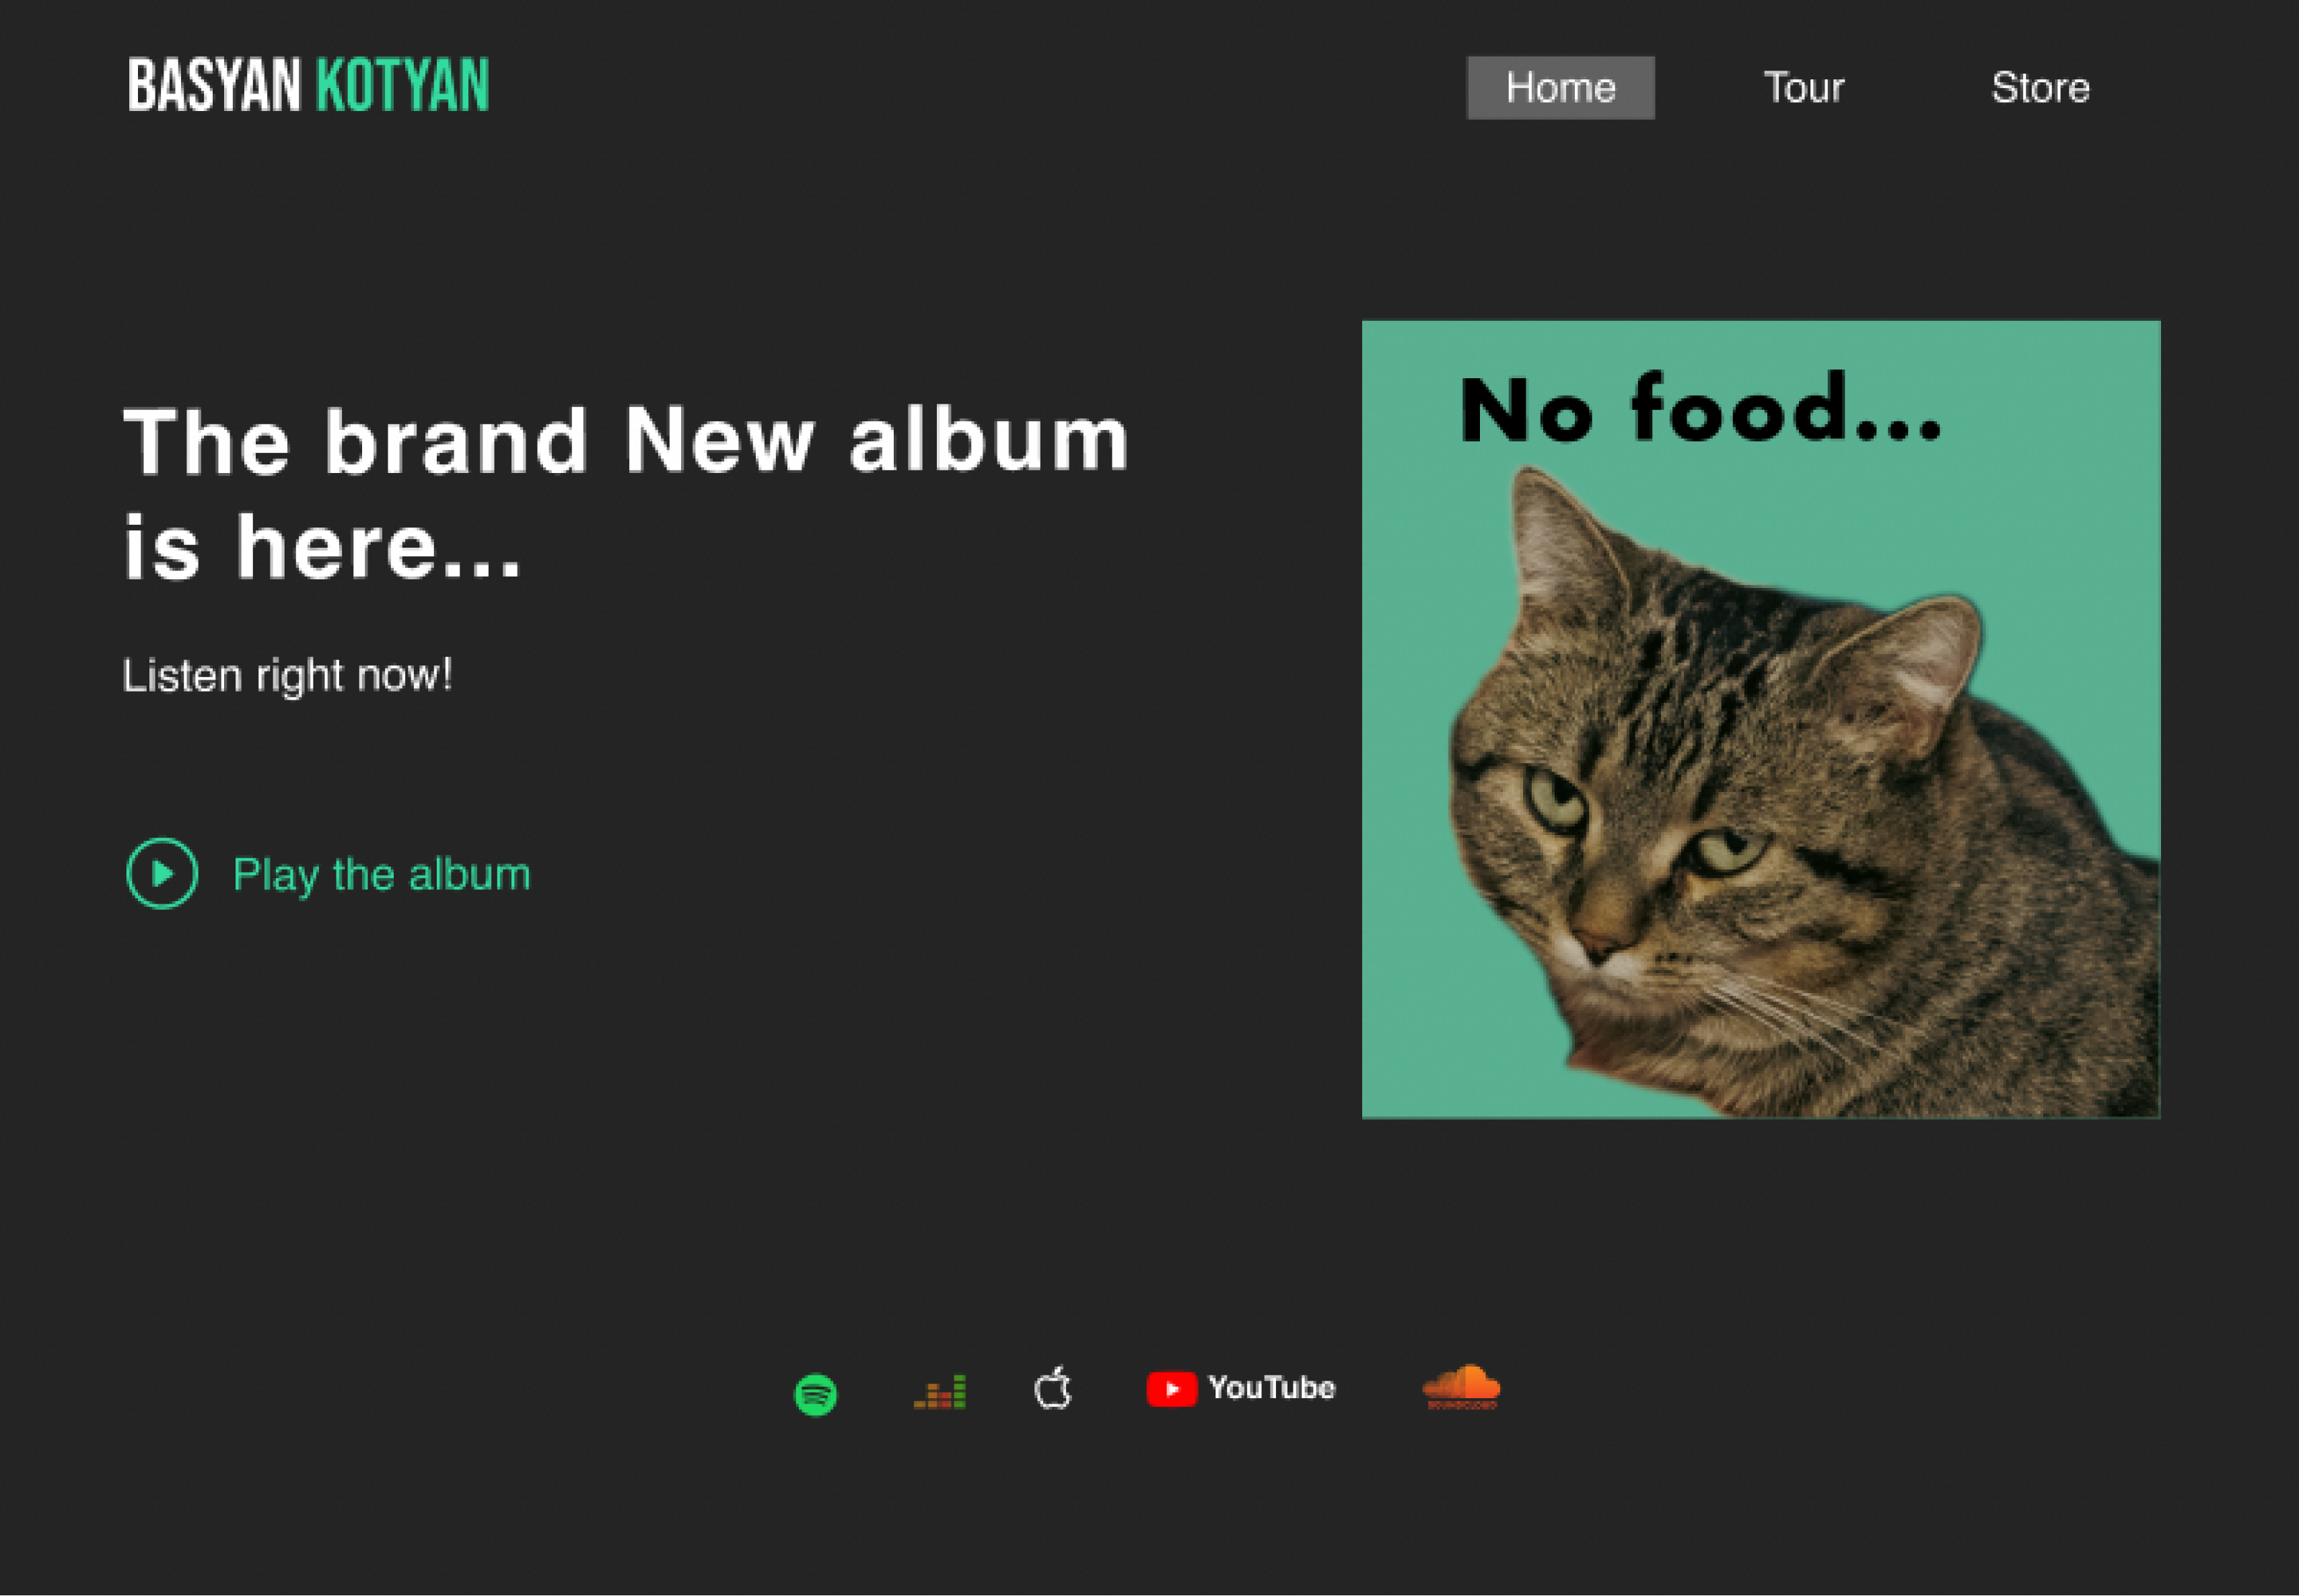 BASYAN KOTYAN
Home
Tour
Store
The brand New album
is here...
Listen right now!
Play the album
No food...
YouTube
SOUNDCLOUD